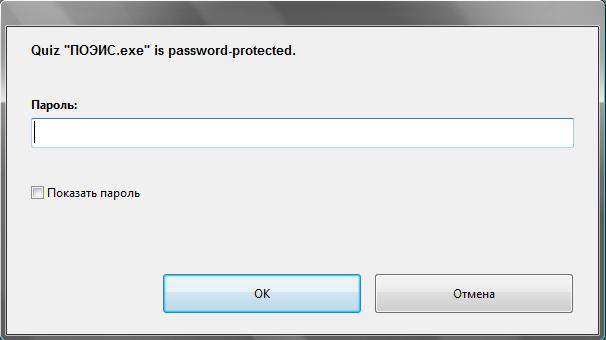 Quiz "ПОЭИС.exe" is password-protected.
Пароль:
Показать пароль
OK
Отмена